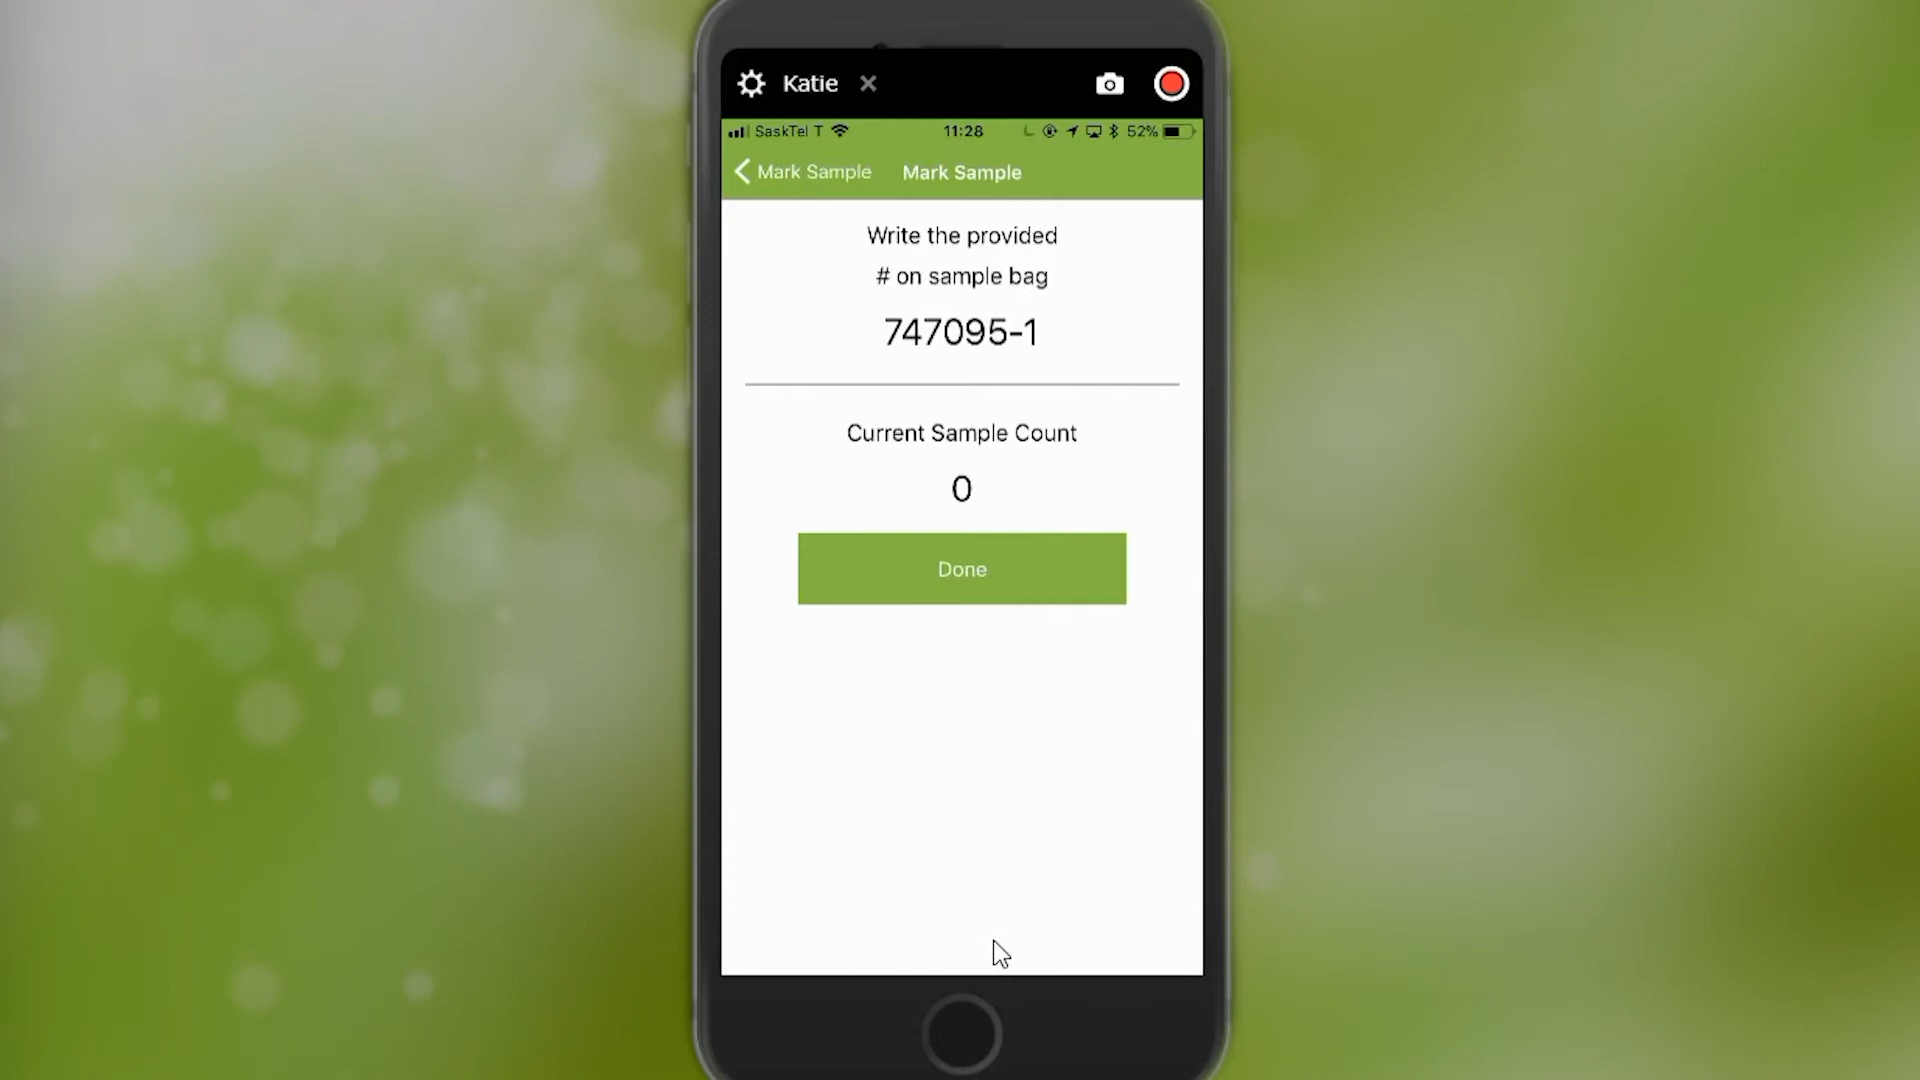 Katie
SaskTel T 11:28 52%
Mark Sample Mark Sample
Write the provided
# on sample bag
747095-1
Current Sample Count
0
Done